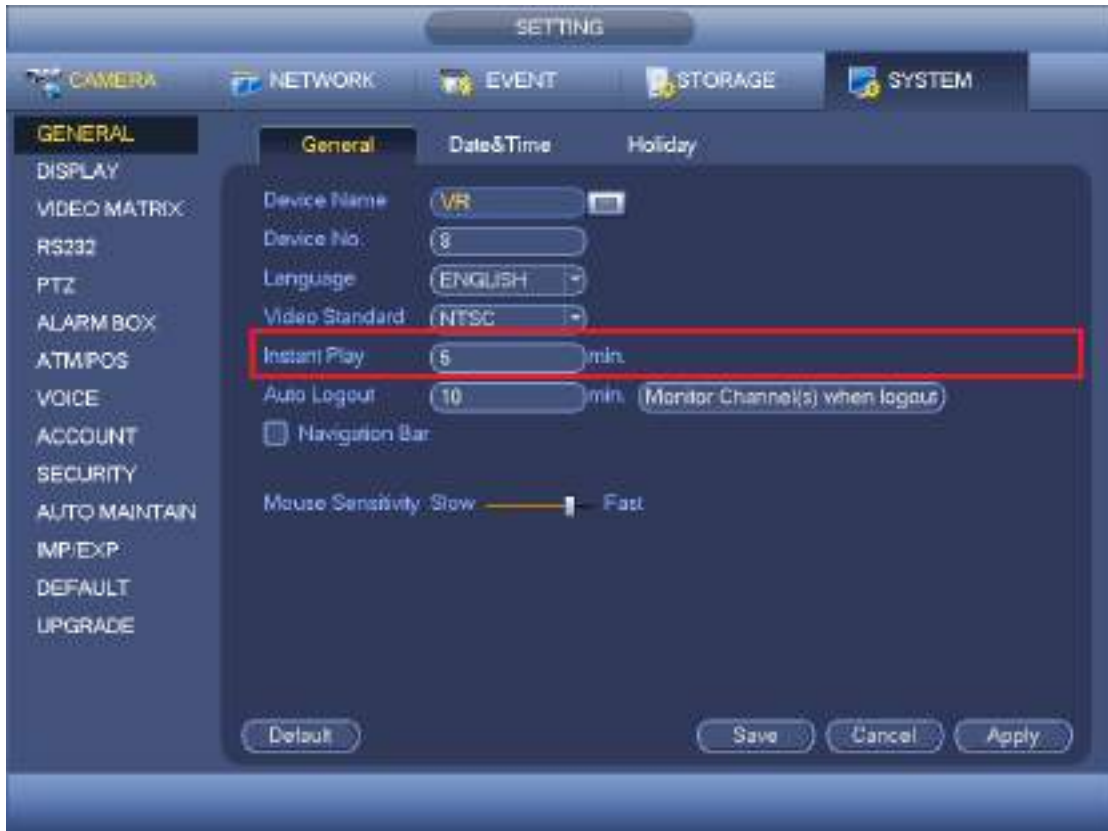 SETTING
CAMERA NETWORK EVENT STORAGE SYSTEM
GENERAL
DISPLAY
VIDEO MATRIX
RS232
PTZ
ALARM BOX
ATM/POS
VOICE
ACCOUNT
SECURITY
AUTO MAINTAIN
IMP/EXP
DEFAULT
UPGRADE
General Date&Time Holiday
Device Name VR
Device No. 8
Language ENGLISH
Video Standard NTSC
Instant Play 5 min.
Auto Logout 10 min. Monitor Channel(s) when logout
Navigation Bar
Mouse Sensitivity Slow Fast
Default Save Cancel Apply